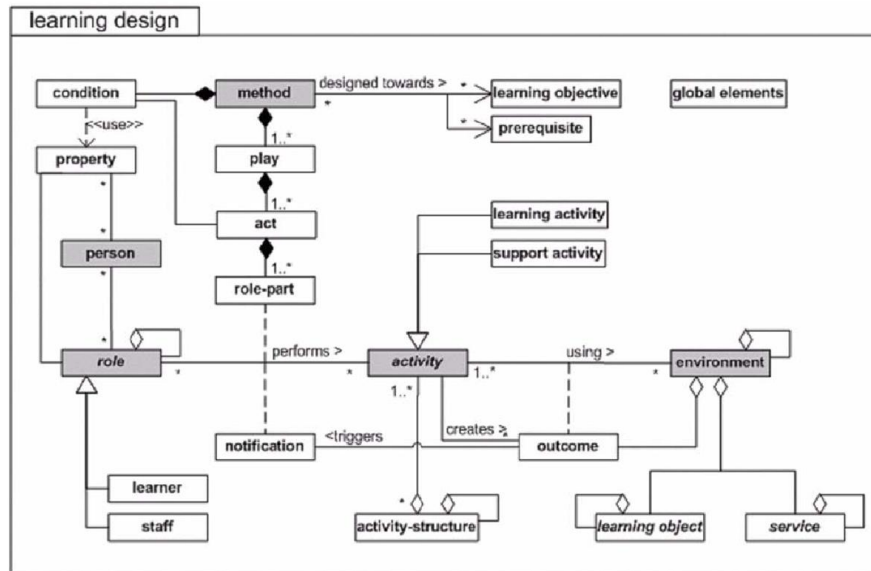 learning design
condition
method
designed towards >
*
*
learning objective
global elements
<<use>>
1..*
*
prerequisite
property
play
*
1..*
act
learning activity
*
person
*
1..*
support activity
role-part
*
role
*
performs >
*
activity
1..*
using >
*
environment
1..*
notification
<triggers
creates >
*
outcome
learner
*
staff
activity-structure
learning object
service